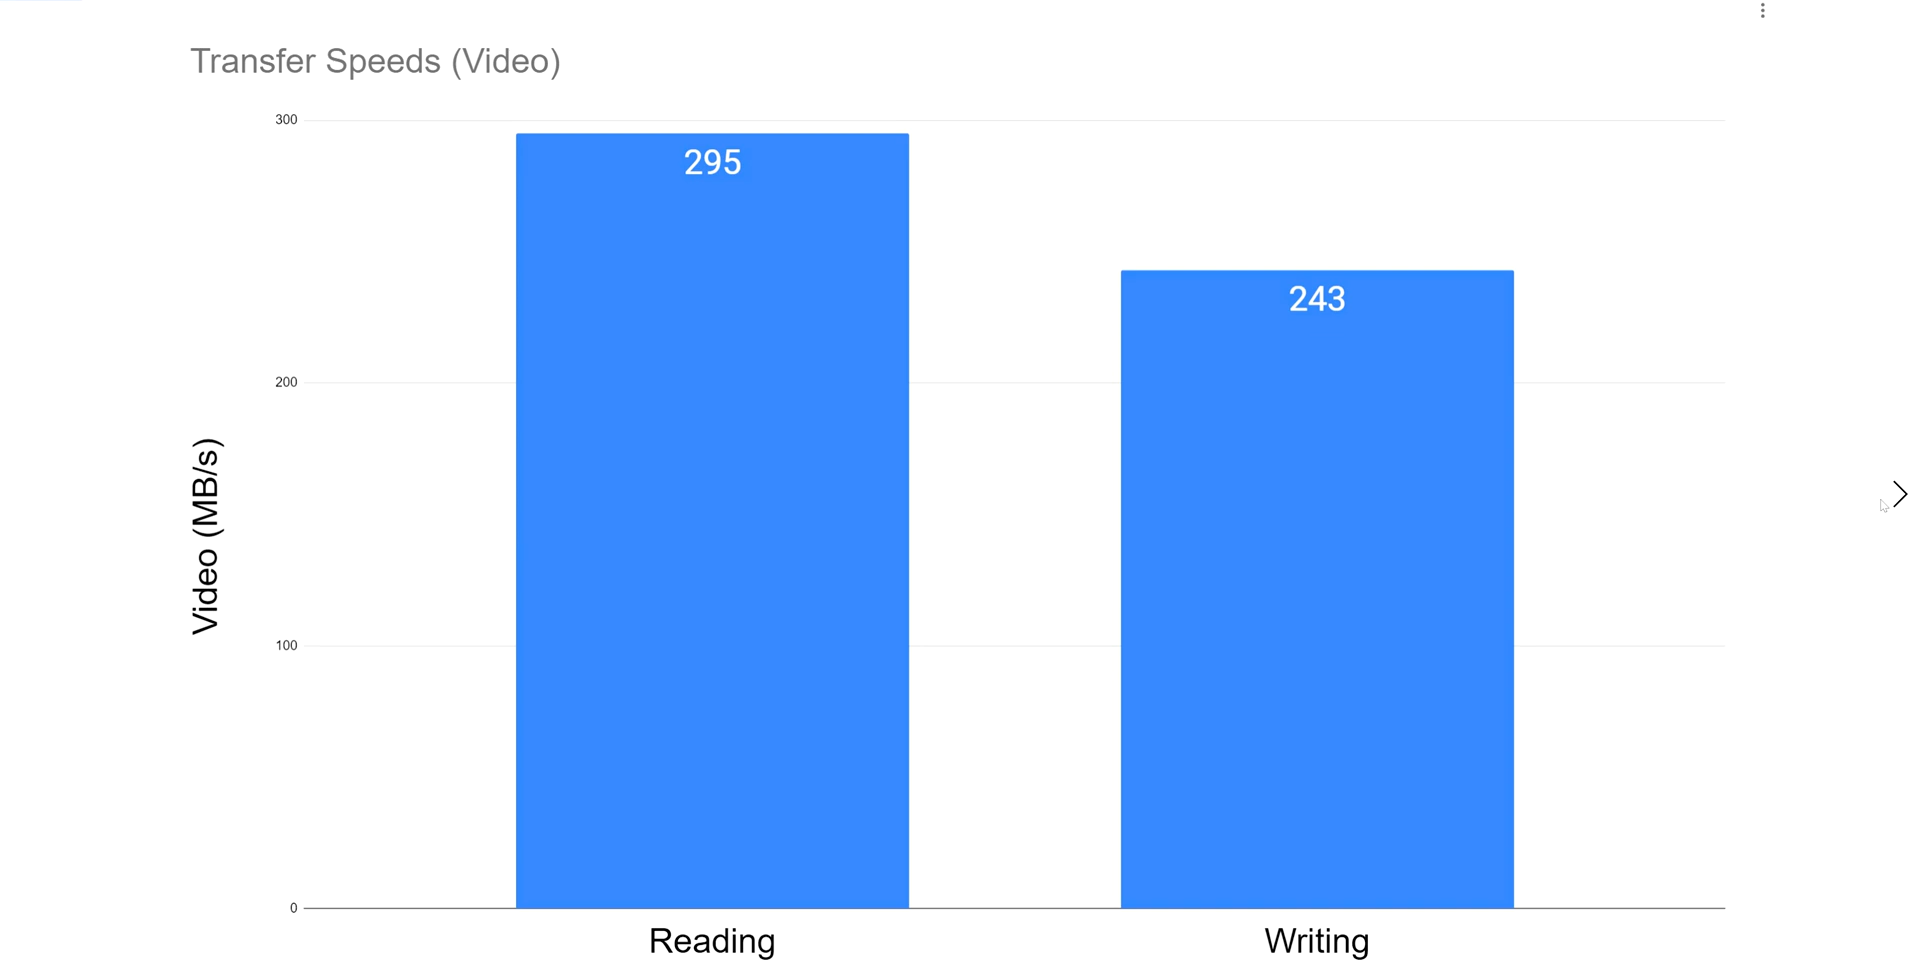 Transfer Speeds (Video)
300
295
243
200
Video (MB/s)
100
0
Reading
Writing